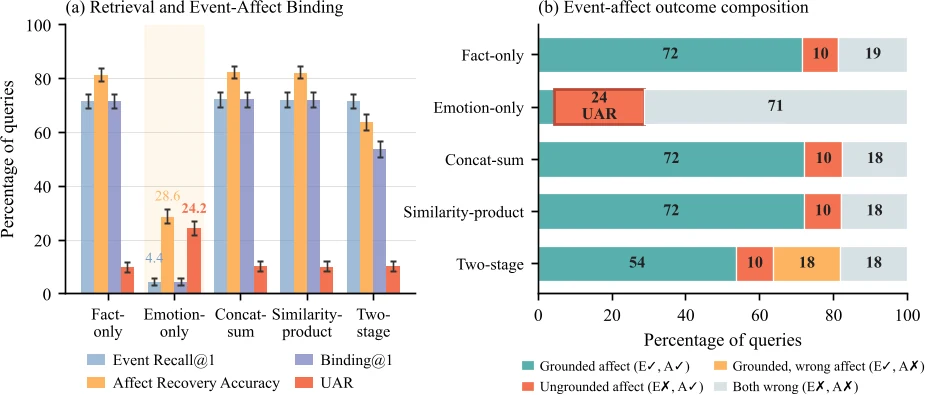 (a) Retrieval and Event-Affect Binding
Percentage of queries
100
80
60
40
20
0
28.6
24.2
4.4
Fact-
only
Emotion-
only
Concat-
sum
Similarity-
product
Two-
stage
Event Recall@1
Binding@1
Affect Recovery Accuracy
UAR
(b) Event-affect outcome composition
Fact-only
72
10
19
Emotion-only
24
UAR
71
Concat-sum
72
10
18
Similarity-product
72
10
18
Two-stage
54
10
18
18
0
20
40
60
80
100
Percentage of queries
Grounded affect (E✓, A✓)
Grounded, wrong affect (E✓, A✗)
Ungrounded affect (E✗, A✓)
Both wrong (E✗, A✗)